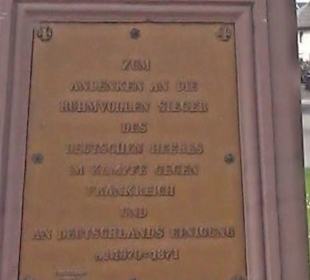 ZUM
ANDENKEN AN DIE
RUHMVOLLEN SIEGER
DES
DEUTSCHEN HEERES
IM KAMPFE GEGEN
FRANKREICH
UND
AN DEUTSCHLANDS EINIGUNG
1870=1871